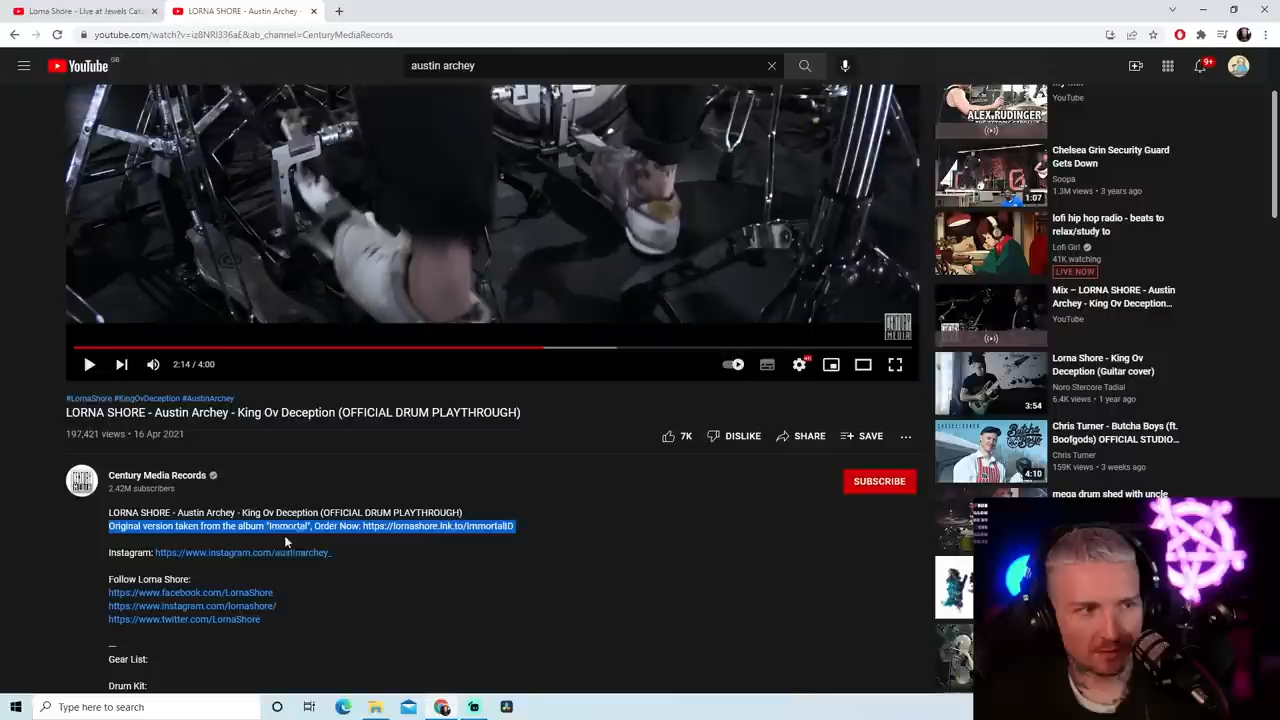 Lorna Shore - Live at Jewels Cat
LORNA SHORE - Austin Archey -
youtube.com/watch?v=iz8NRl336aE&ab_channel=CenturyMediaRecords
YouTube GB
austin archey
9+
CENTURY MEDIA
2:14 / 4:00
#LornaShore #KingOvDeception #AustinArchey
LORNA SHORE - Austin Archey - King Ov Deception (OFFICIAL DRUM PLAYTHROUGH)
197,421 views • 16 Apr 2021
7K
DISLIKE
SHARE
SAVE
Century Media Records
2.42M subscribers
SUBSCRIBE
LORNA SHORE - Austin Archey - King Ov Deception (OFFICIAL DRUM PLAYTHROUGH)
Original version taken from the album "Immortal", Order Now: https://lornashore.lnk.to/immortalID
Instagram: https://www.instagram.com/austinarchey_
Follow Lorna Shore:
https://www.facebook.com/LornaShore
https://www.instagram.com/lornashore/
https://www.twitter.com/LornaShore
—
Gear List:
Drum Kit:
YouTube
ALEX RUDINGER
Chelsea Grin Security Guard
Gets Down
Soopa
1.3M views • 3 years ago
1:07
lofi hip hop radio - beats to
relax/study to
Lofi Girl
41K watching
LIVE NOW
Mix – LORNA SHORE - Austin
Archey - King Ov Deception...
YouTube
Lorna Shore - King Ov
Deception (Guitar cover)
Noro Stercore Tadial
6.4K views • 1 year ago
3:54
Chris Turner - Butcha Boys (ft.
Boofgods) OFFICIAL STUDIO...
Chris Turner
159K views • 3 weeks ago
4:10
mega drum shed with uncle
Type here to search